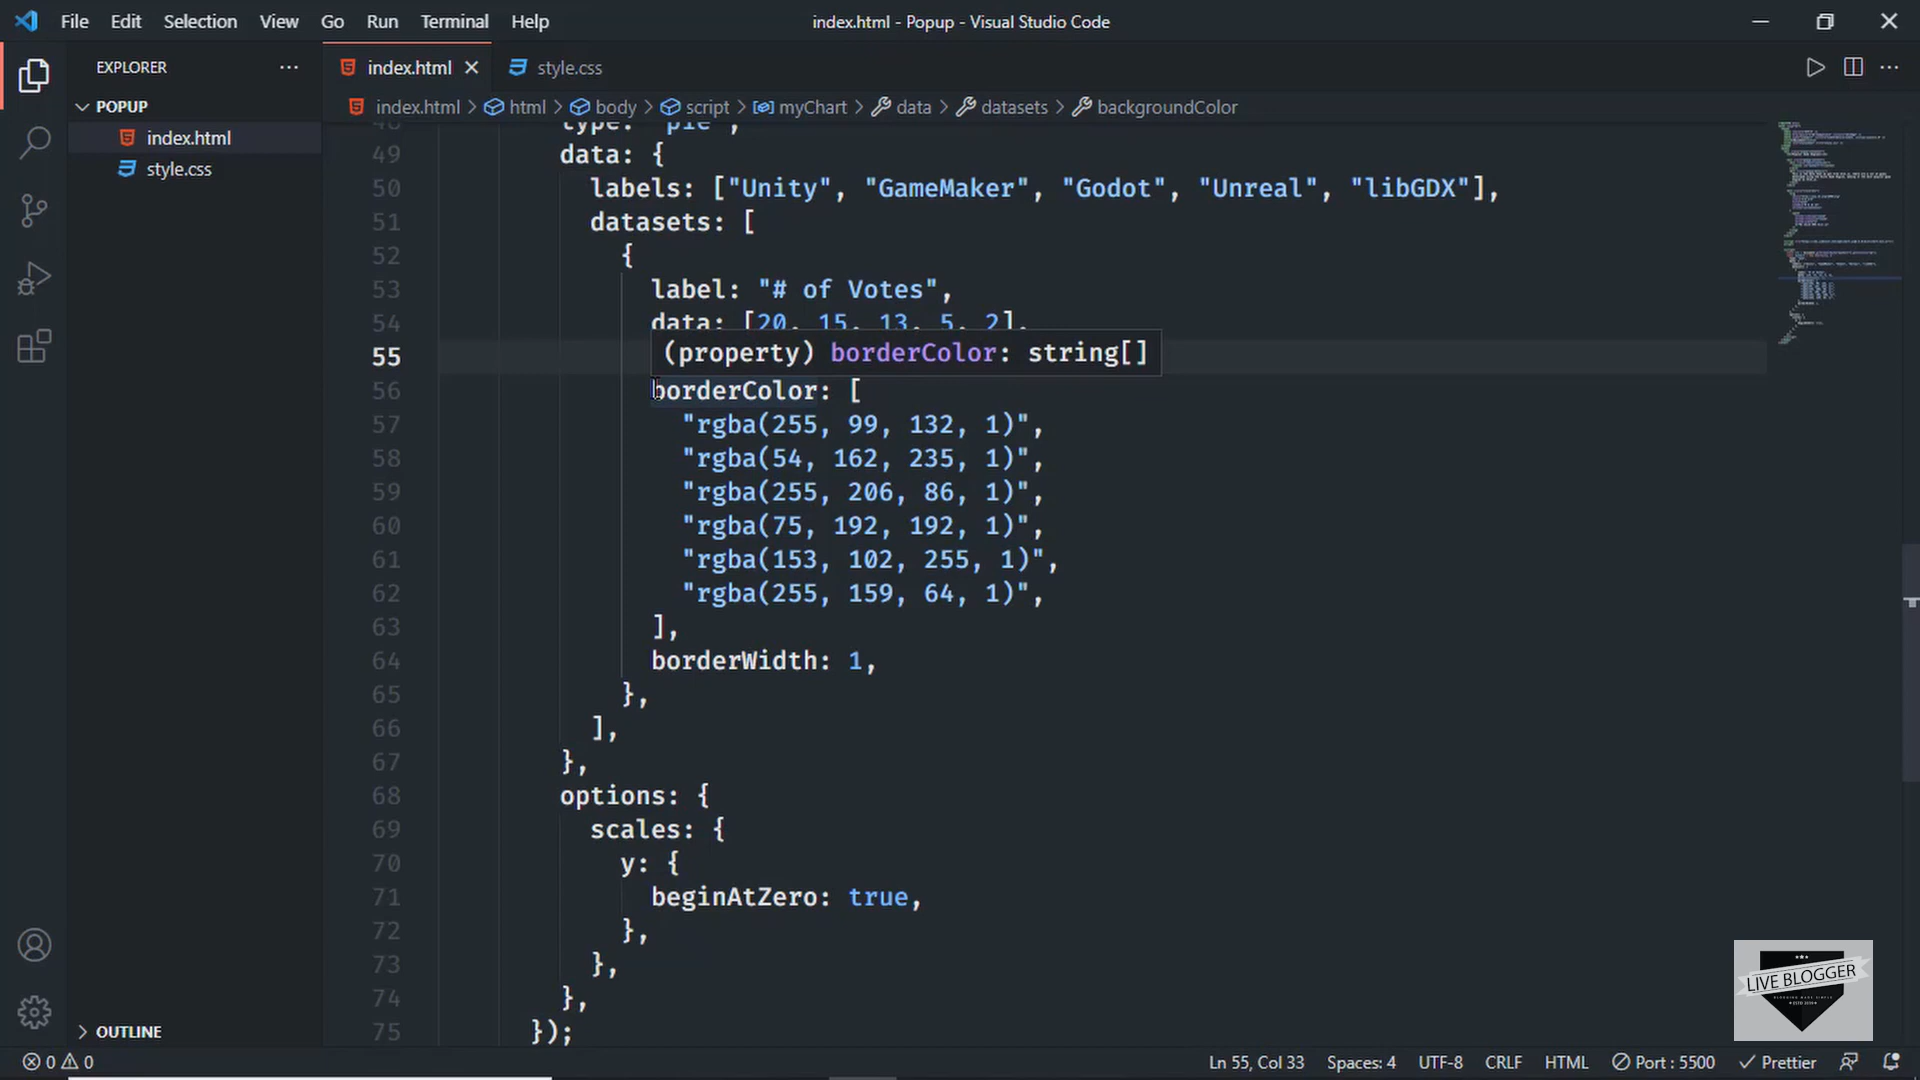 File Edit Selection View Go Run Terminal Help
index.html - Popup - Visual Studio Code
EXPLORER
index.html
style.css
POPUP
index.html
style.css
index.html > html > body > script > myChart > data > datasets > backgroundColor
48 type: "pie",
49 data: {
50 labels: ["Unity", "GameMaker", "Godot", "Unreal", "libGDX"],
51 datasets: [
52 {
53 label: "# of Votes",
54 data: [20, 15, 13, 5, 2],
55 (property) borderColor: string[]
56 borderColor: [
57 "rgba(255, 99, 132, 1)",
58 "rgba(54, 162, 235, 1)",
59 "rgba(255, 206, 86, 1)",
60 "rgba(75, 192, 192, 1)",
61 "rgba(153, 102, 255, 1)",
62 "rgba(255, 159, 64, 1)",
63 ],
64 borderWidth: 1,
65 },
66 ],
67 },
68 options: {
69 scales: {
70 y: {
71 beginAtZero: true,
72 },
73 },
74 },
75 });
OUTLINE
LIVE BLOGGER
0 0
Ln 55, Col 33 Spaces: 4 UTF-8 CRLF HTML Port : 5500 Prettier